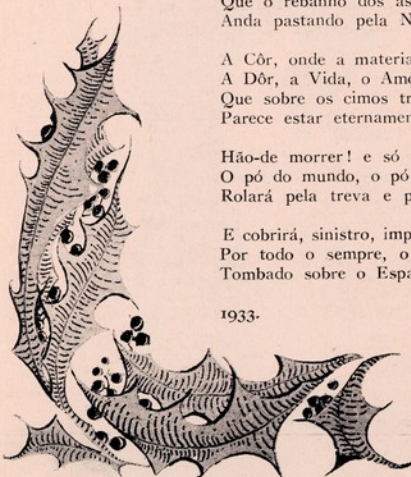 Que o rebanho dos as
Anda pastando pela N
A Côr, onde a materia
A Dôr, a Vida, o Amo
Que sobre os cimos tr
Parece estar eternamen
Hão-de morrer! e só
O pó do mundo, o pó
Rolará pela treva e p
E cobrirá, sinistro, imp
Por todo o sempre, o
Tombado sobre o Espa
1933.